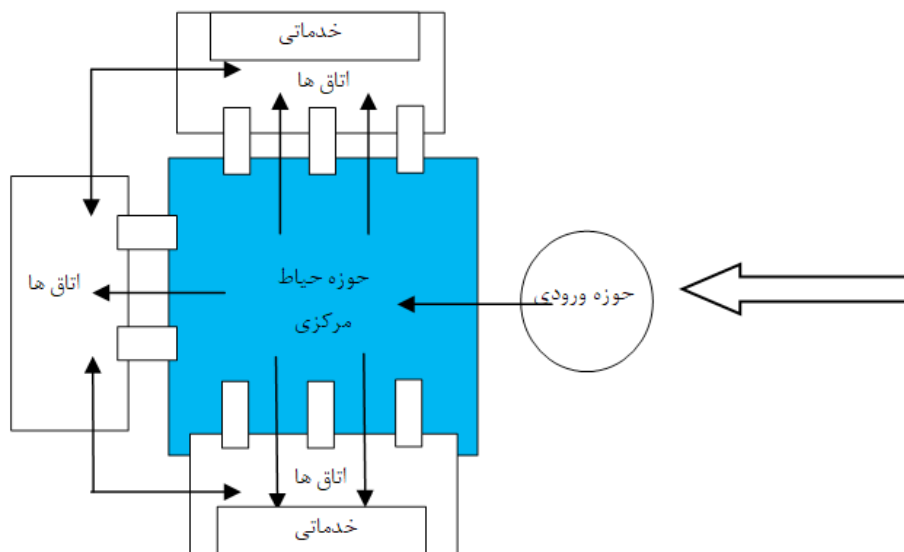 خدماتی
اتاق ها
حوزه حیاط
مرکزی
حوزه ورودی
اتاق ها
اتاق ها
خدماتی